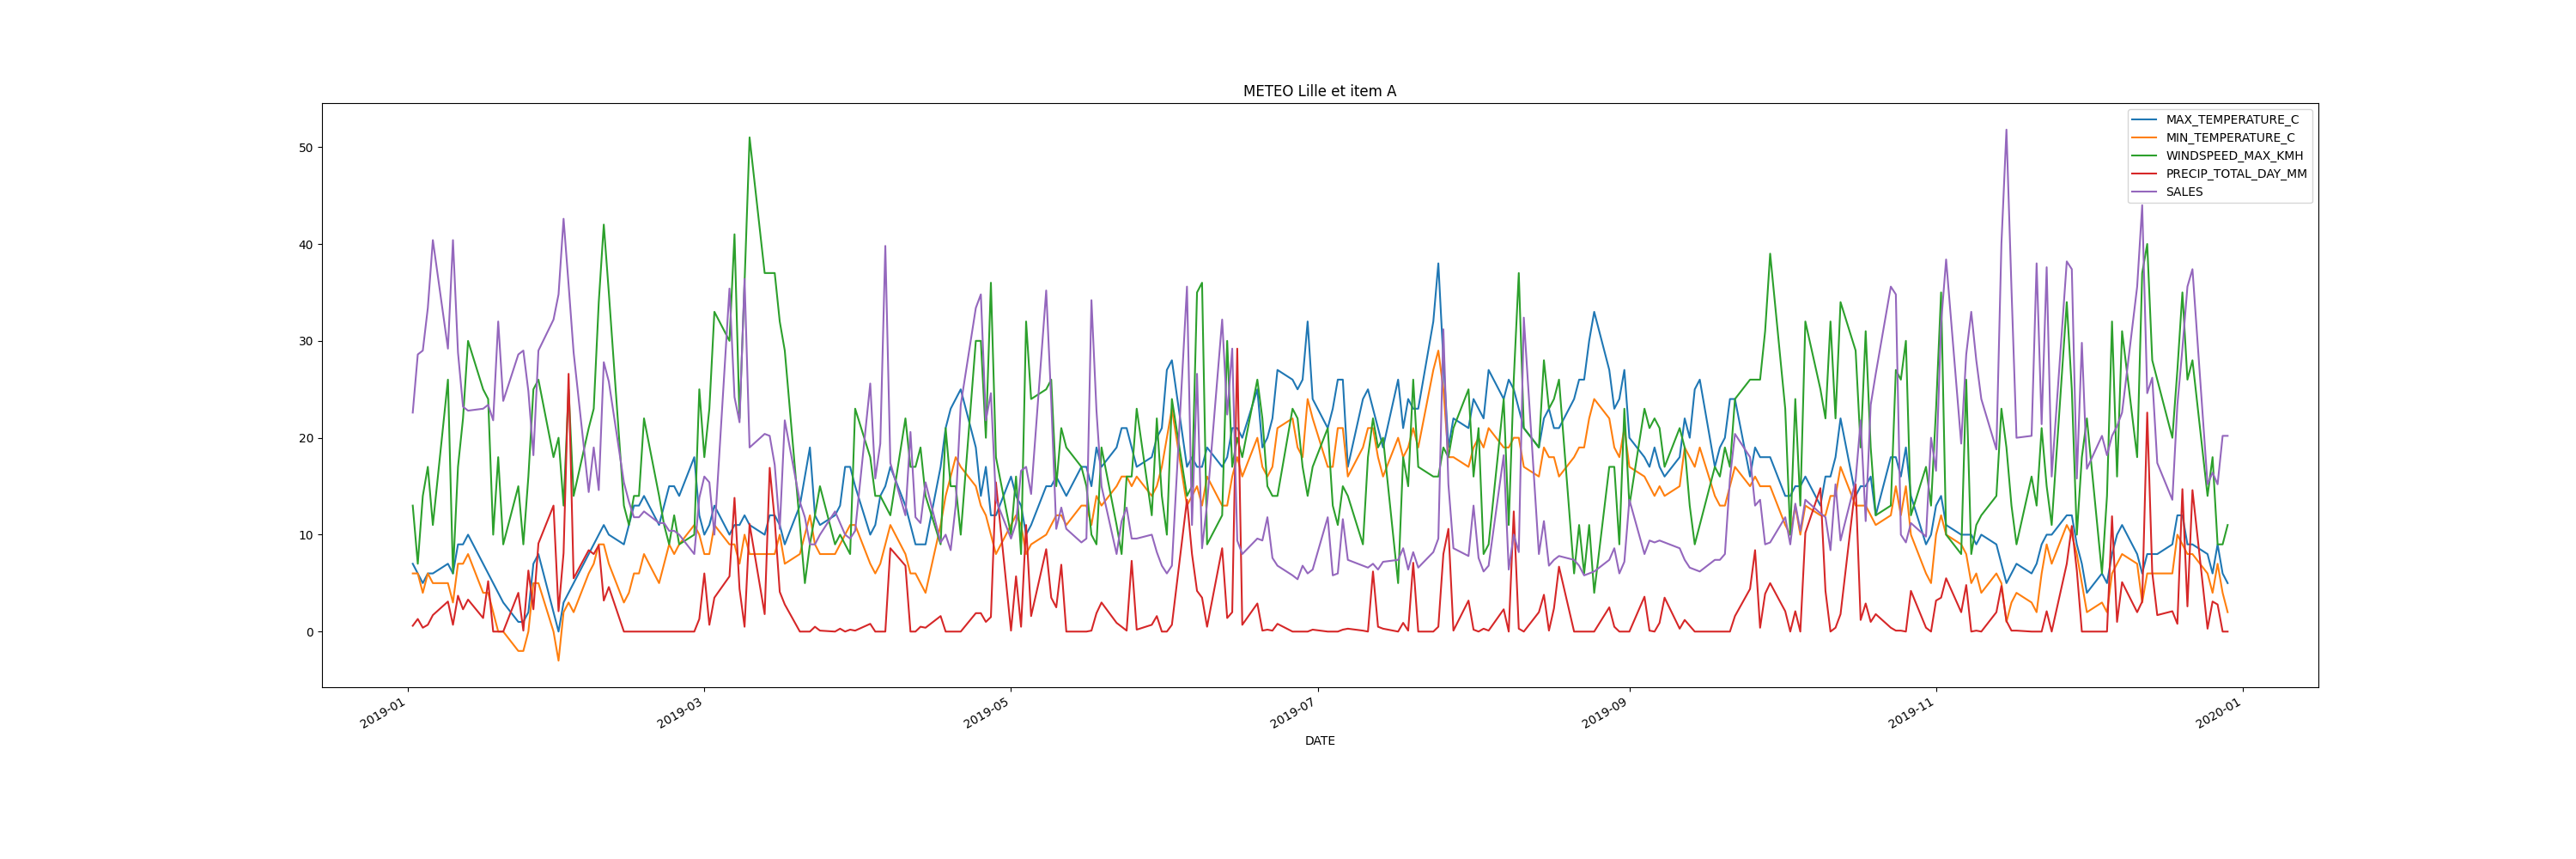 METEO Lille et item A
MAX_TEMPERATURE_C
MIN_TEMPERATURE_C
WINDSPEED_MAX_KMH
PRECIP_TOTAL_DAY_MM
SALES
50
40
30
20
10
0
2019-01
2019-03
2019-05
2019-07
2019-09
2019-11
2020-01
DATE